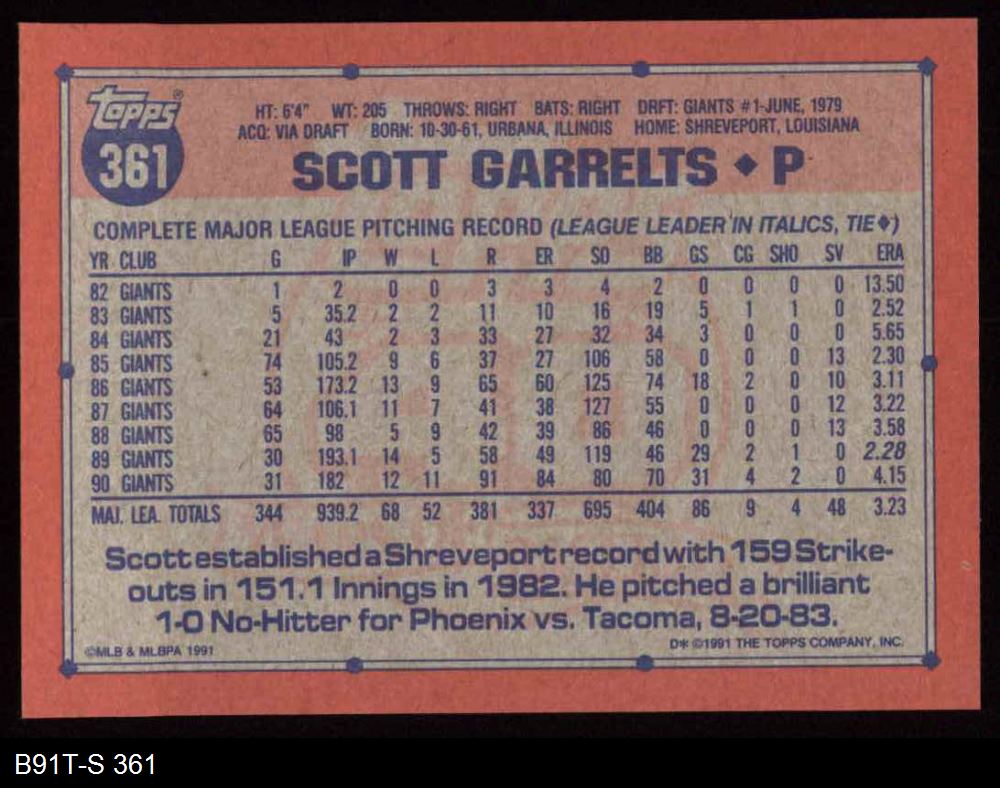 Topps®
361
HT: 6'4" WT: 205 THROWS: RIGHT BATS: RIGHT DRFT: GIANTS #1-JUNE, 1979
ACQ: VIA DRAFT BORN: 10-30-61, URBANA, ILLINOIS HOME: SHREVEPORT, LOUISIANA
SCOTT GARRELTS ◆ P
COMPLETE MAJOR LEAGUE PITCHING RECORD (LEAGUE LEADER IN ITALICS, TIE◆)
YR CLUB G IP W L R ER SO BB GS CG SHO SV ERA
82 GIANTS 1 2 0 0 3 3 4 2 0 0 0 0 13.50
83 GIANTS 5 35.2 2 2 11 10 16 19 5 1 1 0 2.52
84 GIANTS 21 43 2 3 33 27 32 34 3 0 0 0 5.65
85 GIANTS 74 105.2 9 6 37 27 106 58 0 0 0 13 2.30
86 GIANTS 53 173.2 13 9 65 60 125 74 18 2 0 10 3.11
87 GIANTS 64 106.1 11 7 41 38 127 55 0 0 0 12 3.22
88 GIANTS 65 98 5 9 42 39 86 46 0 0 0 13 3.58
89 GIANTS 30 193.1 14 5 58 49 119 46 29 2 1 0 2.28
90 GIANTS 31 182 12 11 91 84 80 70 31 4 2 0 4.15
MAJ. LEA. TOTALS 344 939.2 68 52 381 337 695 404 86 9 4 48 3.23
Scott established a Shreveport record with 159 Strike-
outs in 151.1 Innings in 1982. He pitched a brilliant
1-0 No-Hitter for Phoenix vs. Tacoma, 8-20-83.
©MLB & MLBPA 1991 D* ©1991 THE TOPPS COMPANY, INC.
B91T-S 361